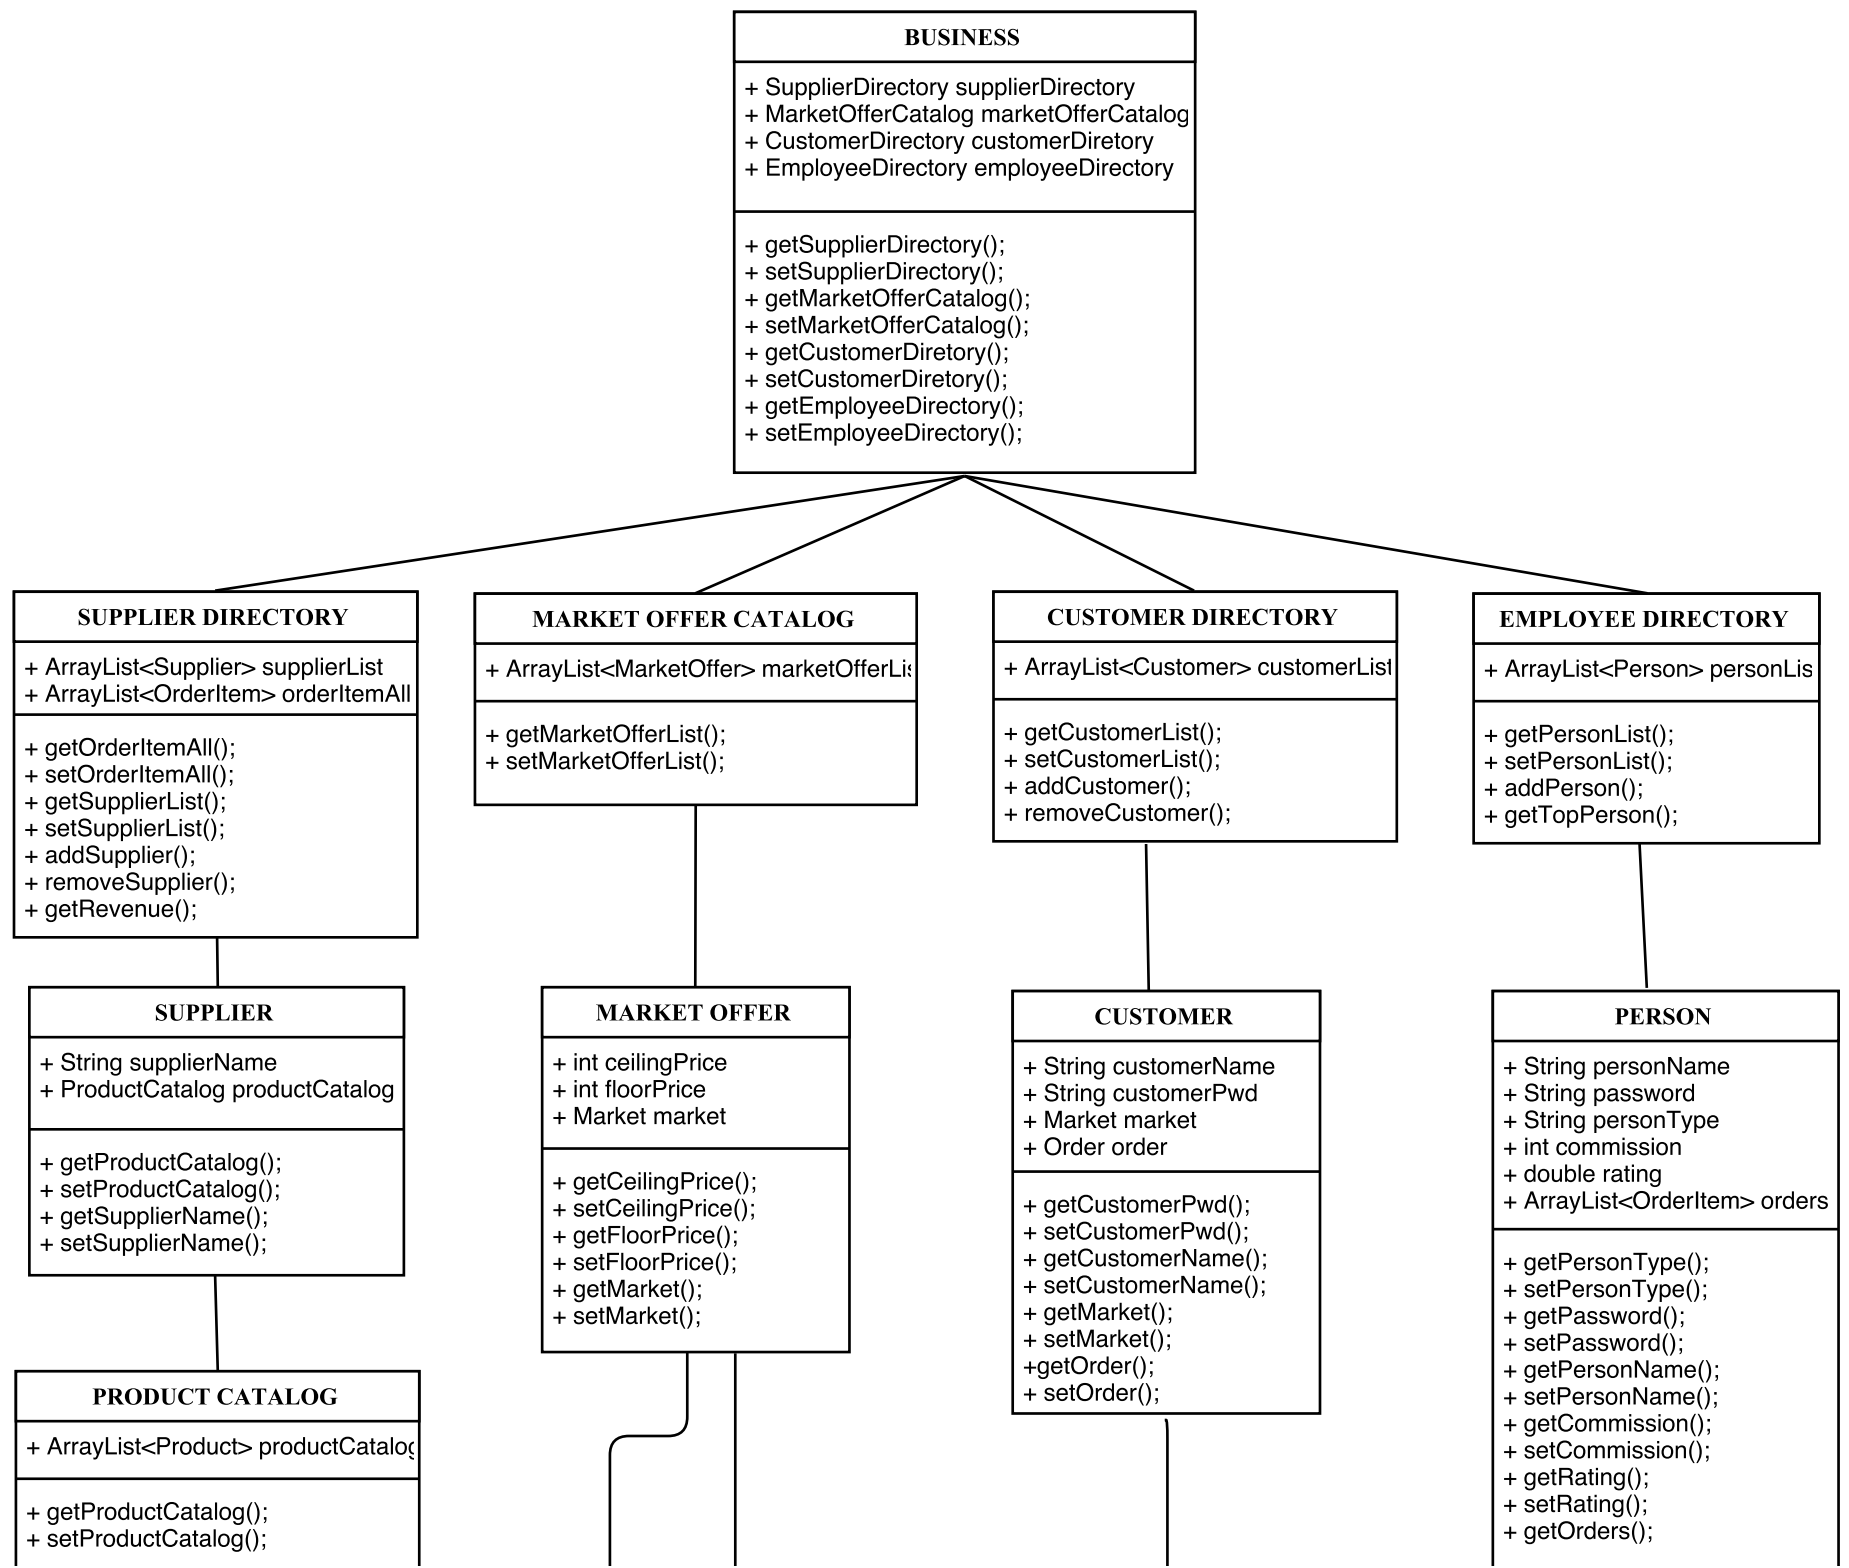 BUSINESS
+ SupplierDirectory supplierDirectory
+ MarketOfferCatalog marketOfferCatalog
+ CustomerDirectory customerDiretory
+ EmployeeDirectory employeeDirectory
+ getSupplierDirectory();
+ setSupplierDirectory();
+ getMarketOfferCatalog();
+ setMarketOfferCatalog();
+ getCustomerDiretory();
+ setCustomerDiretory();
+ getEmployeeDirectory();
+ setEmployeeDirectory();
SUPPLIER DIRECTORY
+ ArrayList<Supplier> supplierList
+ ArrayList<OrderItem> orderItemAll
+ getOrderItemAll();
+ setOrderItemAll();
+ getSupplierList();
+ setSupplierList();
+ addSupplier();
+ removeSupplier();
+ getRevenue();
MARKET OFFER CATALOG
+ ArrayList<MarketOffer> marketOfferLis
+ getMarketOfferList();
+ setMarketOfferList();
CUSTOMER DIRECTORY
+ ArrayList<Customer> customerList
+ getCustomerList();
+ setCustomerList();
+ addCustomer();
+ removeCustomer();
EMPLOYEE DIRECTORY
+ ArrayList<Person> personLis
+ getPersonList();
+ setPersonList();
+ addPerson();
+ getTopPerson();
SUPPLIER
+ String supplierName
+ ProductCatalog productCatalog
+ getProductCatalog();
+ setProductCatalog();
+ getSupplierName();
+ setSupplierName();
MARKET OFFER
+ int ceilingPrice
+ int floorPrice
+ Market market
+ getCeilingPrice();
+ setCeilingPrice();
+ getFloorPrice();
+ setFloorPrice();
+ getMarket();
+ setMarket();
CUSTOMER
+ String customerName
+ String customerPwd
+ Market market
+ Order order
+ getCustomerPwd();
+ setCustomerPwd();
+ getCustomerName();
+ setCustomerName();
+ getMarket();
+ setMarket();
+getOrder();
+ setOrder();
PERSON
+ String personName
+ String password
+ String personType
+ int commission
+ double rating
+ ArrayList<OrderItem> orders
+ getPersonType();
+ setPersonType();
+ getPassword();
+ setPassword();
+ getPersonName();
+ setPersonName();
+ getCommission();
+ setCommission();
+ getRating();
+ setRating();
+ getOrders();
PRODUCT CATALOG
+ ArrayList<Product> productCatalog
+ getProductCatalog();
+ setProductCatalog();